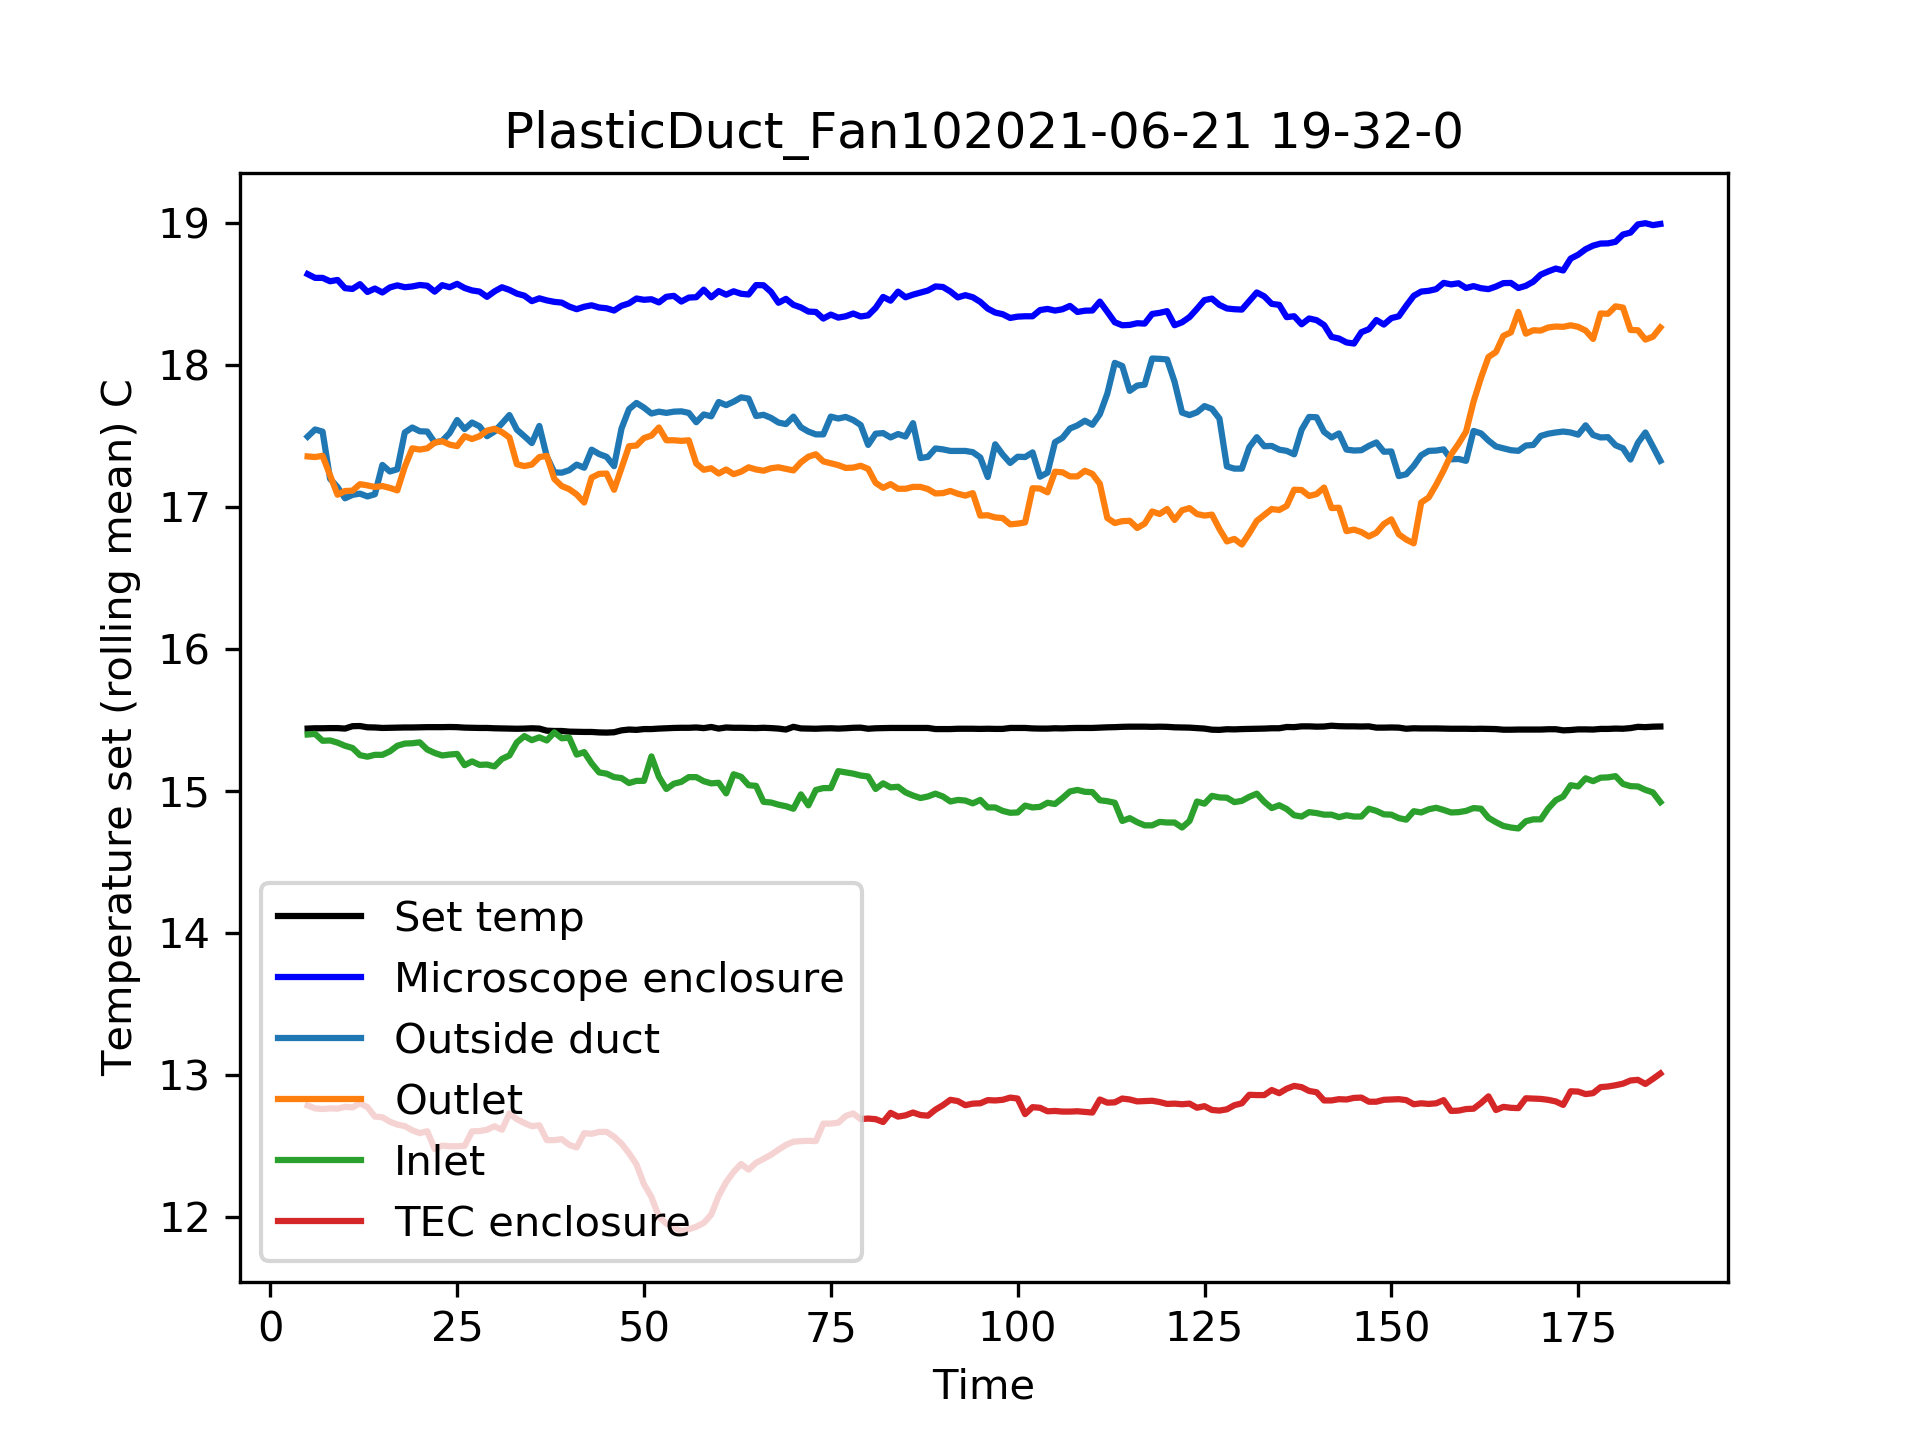 PlasticDuct_Fan102021-06-21 19-32-0
Temperature set (rolling mean) C
19
18
17
16
15
14
13
12
Set temp
Microscope enclosure
Outside duct
Outlet
Inlet
TEC enclosure
0 25 50 75 100 125 150 175
Time